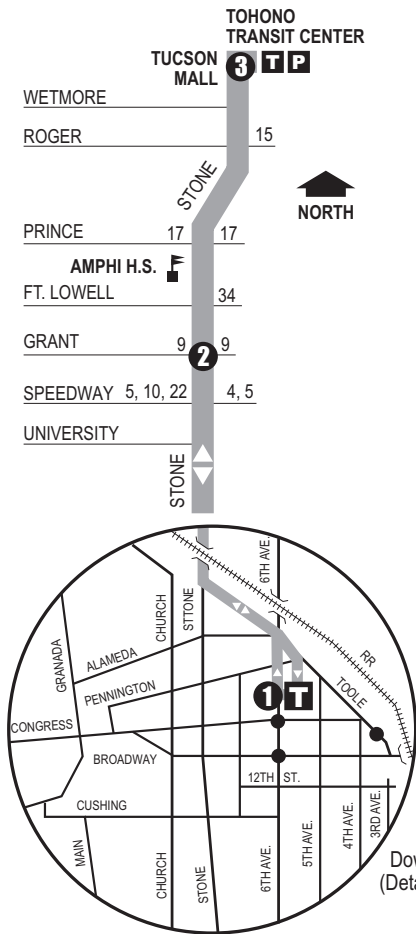 TOHONO
TRANSIT CENTER
TUCSON
MALL
3 T P
WETMORE
ROGER 15
STONE
NORTH
PRINCE 17 17
AMPHI H.S.
FT. LOWELL 34
GRANT 9 2 9
SPEEDWAY 5, 10, 22 4, 5
UNIVERSITY
STONE
6TH AVE.
CHURCH
STTONE
RR
GRANADA
ALAMEDA
PENNINGTON
1 T
TOOLE
CONGRESS
BROADWAY
12TH ST.
CUSHING
MAIN
CHURCH
STONE
6TH AVE.
5TH AVE.
4TH AVE.
3RD AVE.
Dow
(Deta